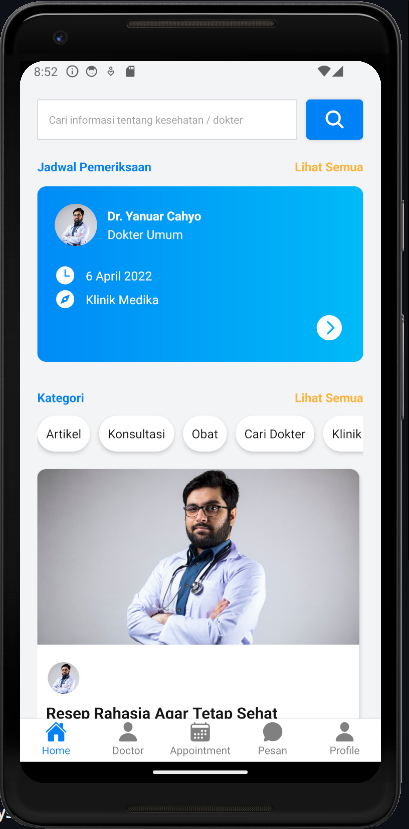 8:52
Cari informasi tentang kesehatan / dokter
Jadwal Pemeriksaan
Lihat Semua
Dr. Yanuar Cahyo
Dokter Umum
6 April 2022
Klinik Medika
Kategori
Lihat Semua
Artikel
Konsultasi
Obat
Cari Dokter
Klinik
Resep Rahasia Agar Tetap Sehat
Home
Doctor
Appointment
Pesan
Profile